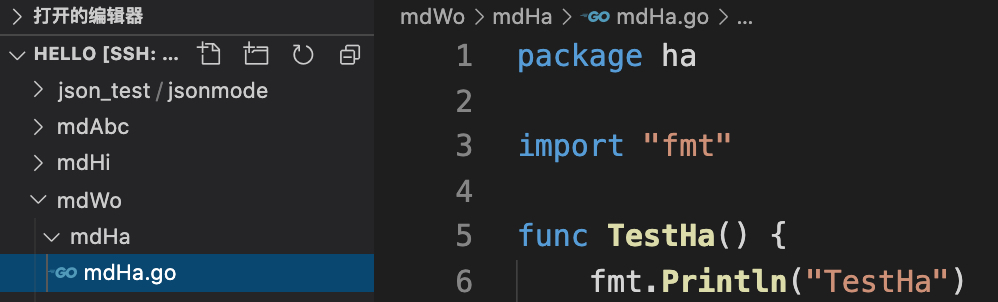 打开的编辑器
HELLO [SSH: ...
json_test / jsonmode
mdAbc
mdHi
mdWo
mdHa
GO mdHa.go
mdWo > mdHa > GO mdHa.go > ...
1 package ha
2
3 import "fmt"
4
5 func TestHa() {
6 fmt.Println("TestHa")